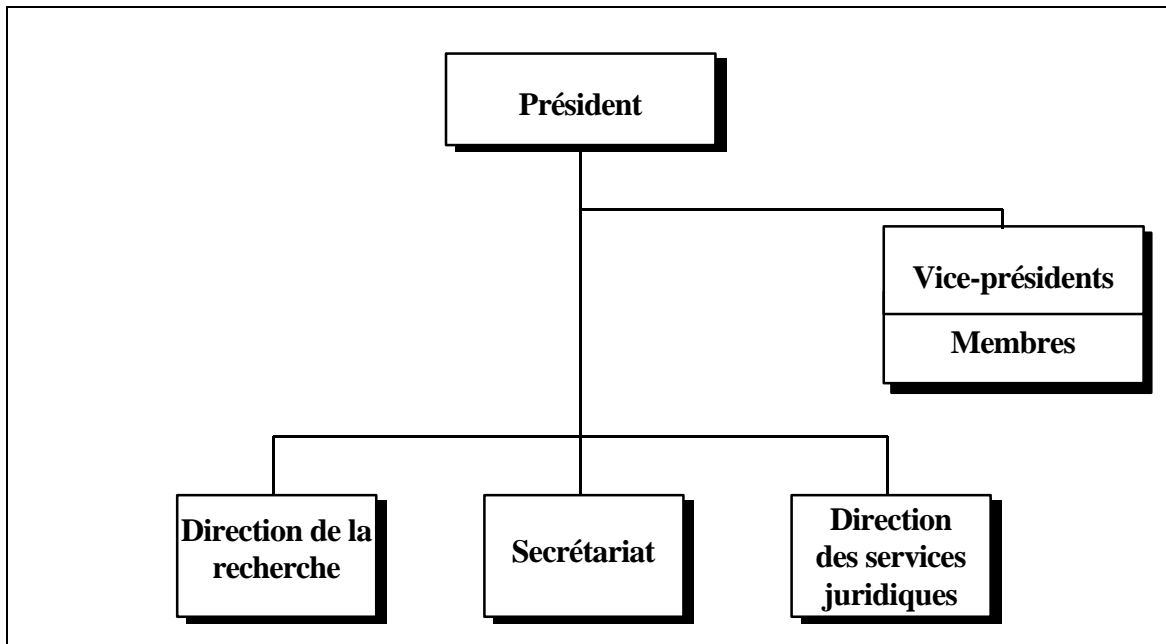 Président
Vice-présidents
Membres
Direction de la
recherche
Secrétariat
Direction
des services
juridiques